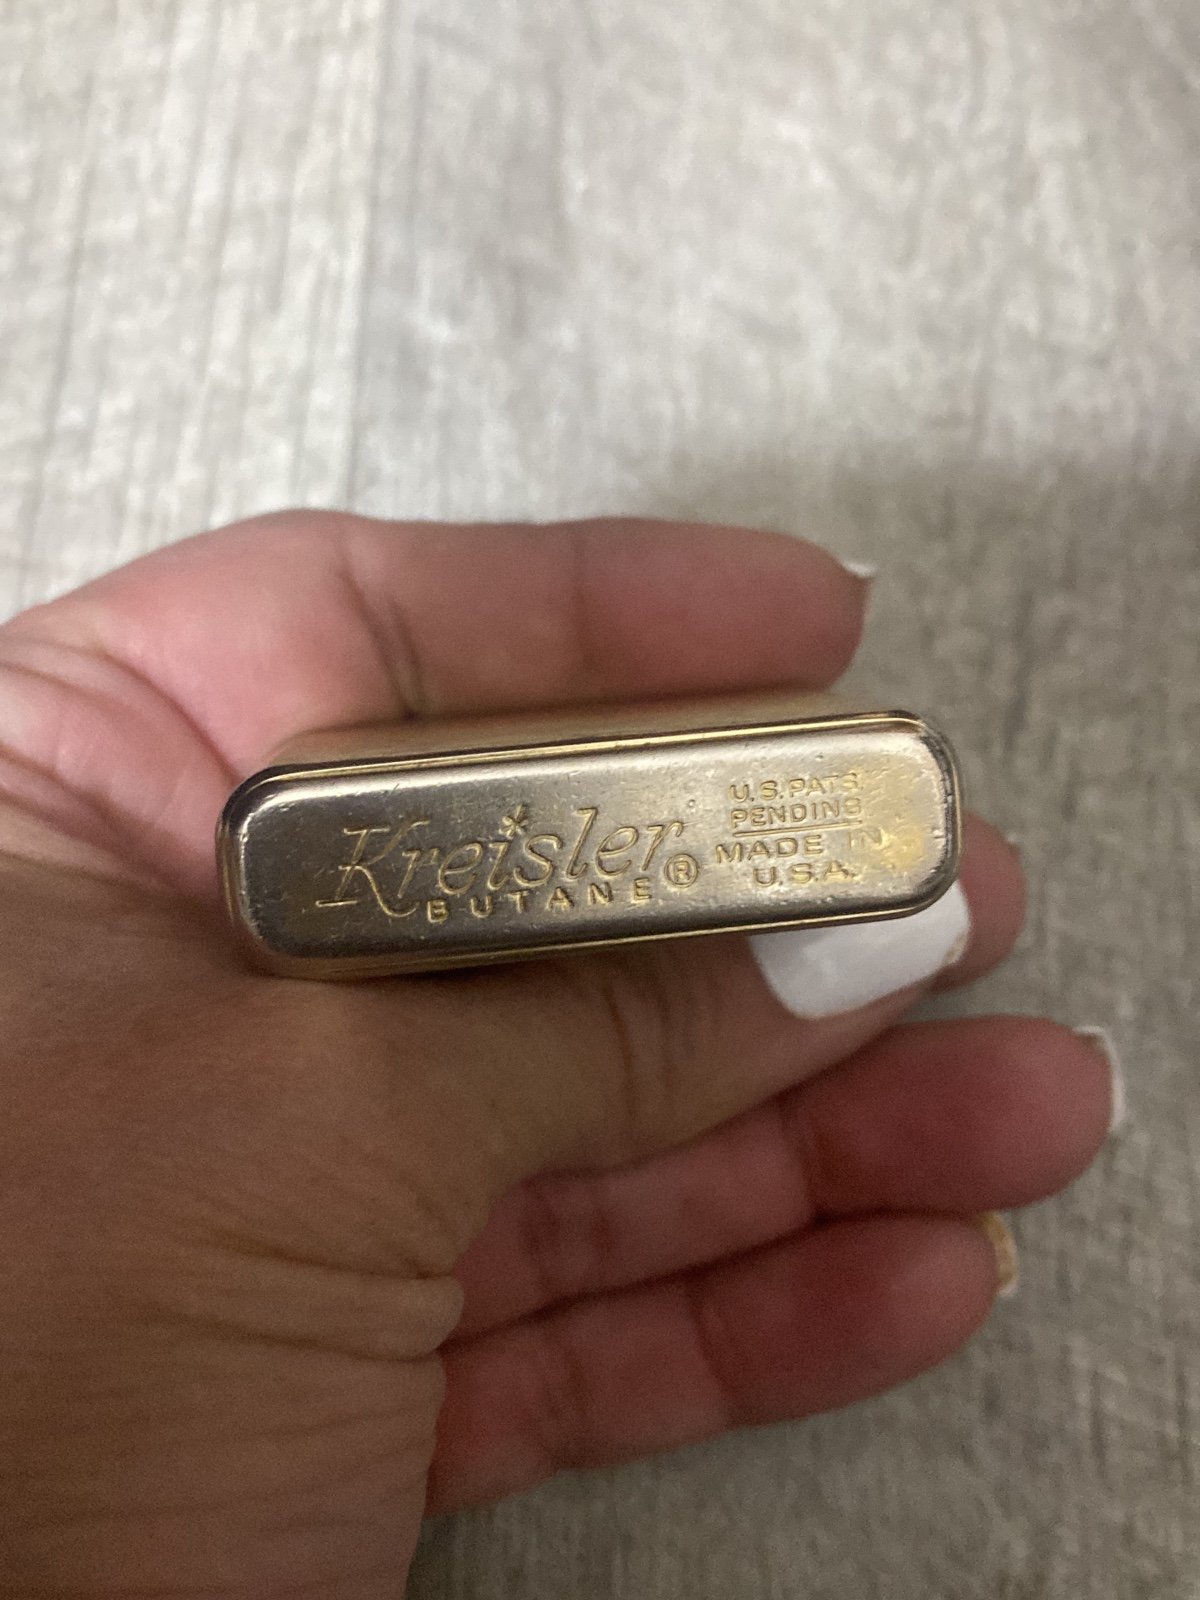 Kreisler
BUTANE ®
U.S. PATS.
PENDING
MADE IN
U.S.A.